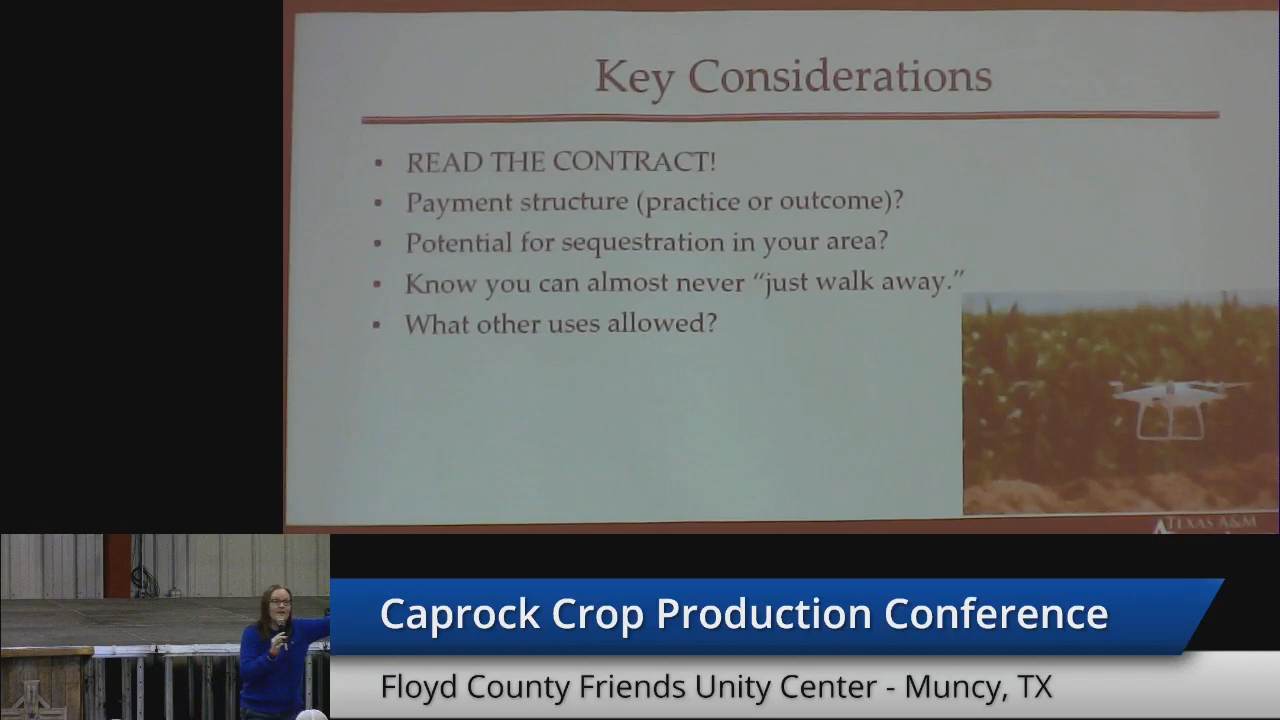 Key Considerations
• READ THE CONTRACT!
• Payment structure (practice or outcome)?
• Potential for sequestration in your area?
• Know you can almost never “just walk away.”
• What other uses allowed?
TEXAS A&M
Caprock Crop Production Conference
Floyd County Friends Unity Center - Muncy, TX